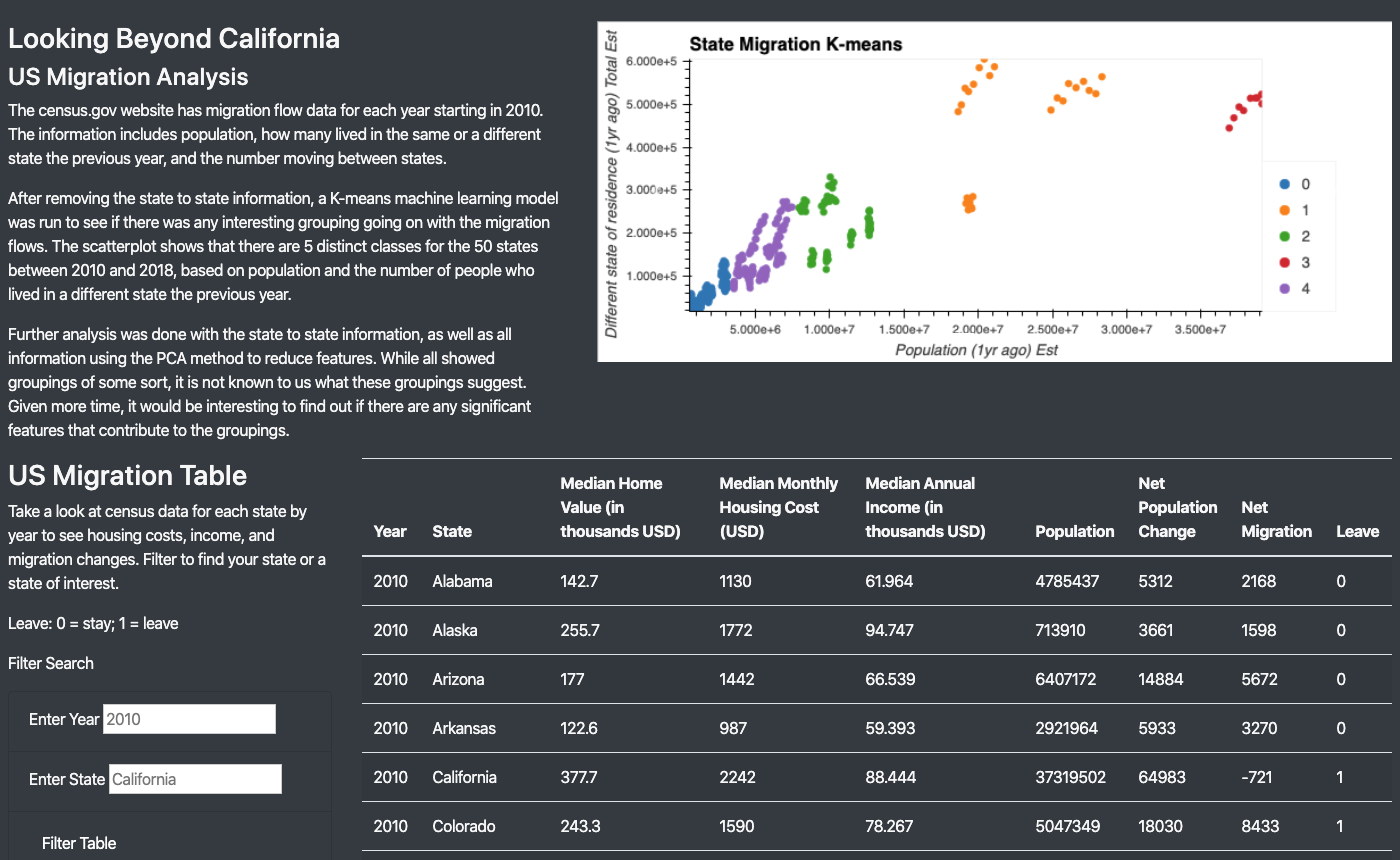 Looking Beyond California
US Migration Analysis
The census.gov website has migration flow data for each year starting in 2010.
The information includes population, how many lived in the same or a different
state the previous year, and the number moving between states.
After removing the state to state information, a K-means machine learning model
was run to see if there was any interesting grouping going on with the migration
flows. The scatterplot shows that there are 5 distinct classes for the 50 states
between 2010 and 2018, based on population and the number of people who
lived in a different state the previous year.
Further analysis was done with the state to state information, as well as all
information using the PCA method to reduce features. While all showed
groupings of some sort, it is not known to us what these groupings suggest.
Given more time, it would be interesting to find out if there are any significant
features that contribute to the groupings.
State Migration K-means
Different state of residence (1yr ago) Total Est
6.000e+5
5.000e+5
4.000e+5
3.000e+5
2.000e+5
1.000e+5
5.000e+6 1.000e+7 1.500e+7 2.000e+7 2.500e+7 3.000e+7 3.500e+7
Population (1yr ago) Est
0
1
2
3
4
US Migration Table
Take a look at census data for each state by
year to see housing costs, income, and
migration changes. Filter to find your state or a
state of interest.
Leave: 0 = stay; 1 = leave
Filter Search
Enter Year 2010
Enter State California
Filter Table
Median Home Median Monthly Median Annual Net
Value (in Housing Cost Income (in Population Net
Year State thousands USD) (USD) thousands USD) Population Change Migration Leave
2010 Alabama 142.7 1130 61.964 4785437 5312 2168 0
2010 Alaska 255.7 1772 94.747 713910 3661 1598 0
2010 Arizona 177 1442 66.539 6407172 14884 5672 0
2010 Arkansas 122.6 987 59.393 2921964 5933 3270 0
2010 California 377.7 2242 88.444 37319502 64983 -721 1
2010 Colorado 243.3 1590 78.267 5047349 18030 8433 1